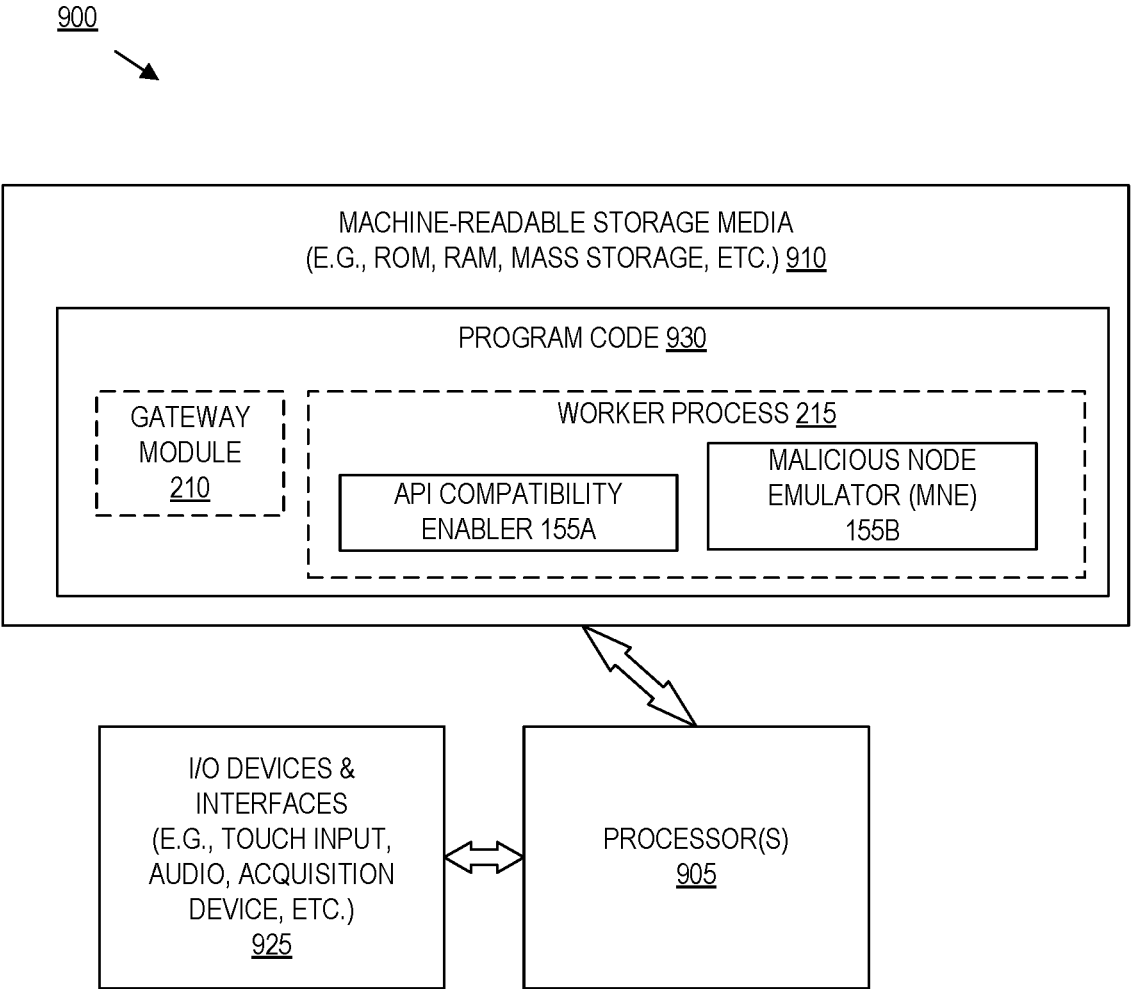 900
MACHINE-READABLE STORAGE MEDIA
(E.G., ROM, RAM, MASS STORAGE, ETC.) 910
PROGRAM CODE 930
GATEWAY
MODULE
210
WORKER PROCESS 215
API COMPATIBILITY
ENABLER 155A
MALICIOUS NODE
EMULATOR (MNE)
155B
I/O DEVICES &
INTERFACES
(E.G., TOUCH INPUT,
AUDIO, ACQUISITION
DEVICE, ETC.)
925
PROCESSOR(S)
905